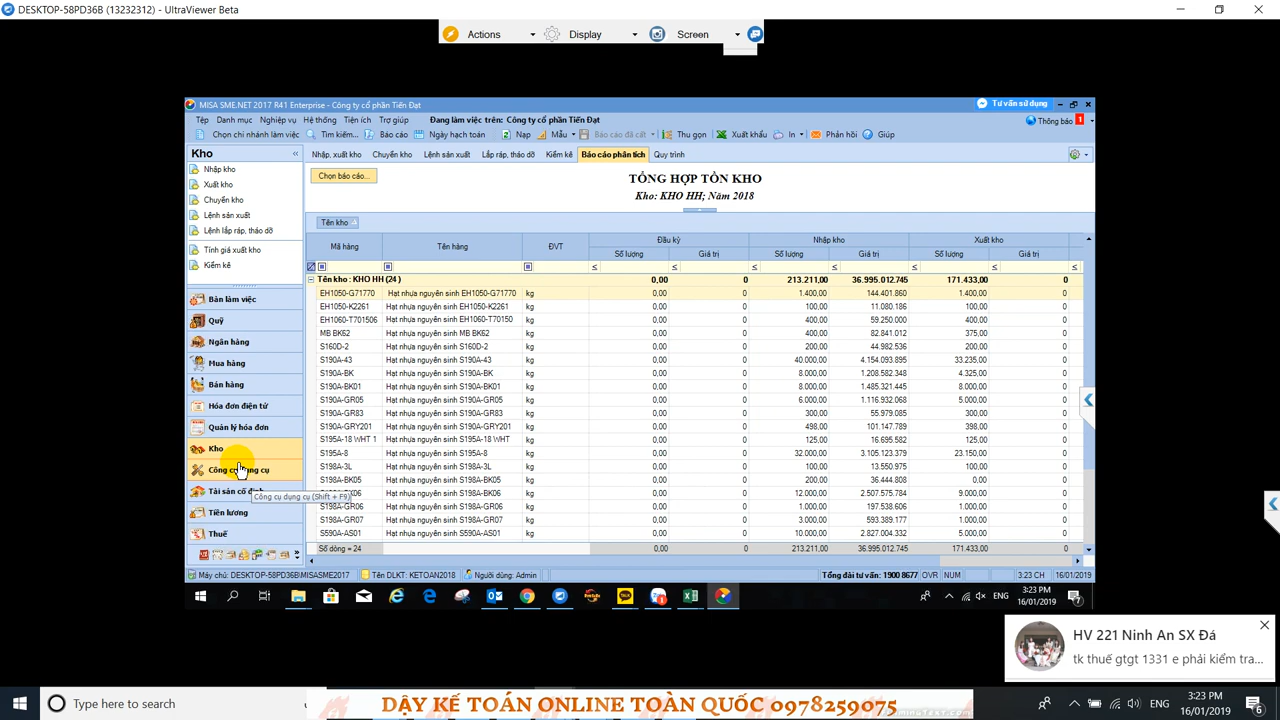 DESKTOP-58PD36B (13232312) - UltraViewer Beta
Actions Display Screen
MISA SME.NET 2017 R41 Enterprise - Công ty cổ phần Tiến Đạt
Tư vấn sử dụng
Tệp Danh mục Nghiệp vụ Hệ thống Tiện ích Trợ giúp Đang làm việc trên: Công ty cổ phần Tiến Đạt
Thông báo 1
Chọn chi nhánh làm việc Tìm kiếm... Báo cáo Ngày hạch toán Nạp Mẫu Báo cáo đã cất Thu gọn Xuất khẩu In Phản hồi Giúp
Kho «
Nhập, xuất kho Chuyển kho Lệnh sản xuất Lắp ráp, tháo dỡ Kiểm kê Báo cáo phân tích Quy trình
Nhập kho
Xuất kho
Chuyển kho
Lệnh sản xuất
Lệnh lắp ráp, tháo dỡ
Tính giá xuất kho
Kiểm kê
Bàn làm việc
Quỹ
Ngân hàng
Mua hàng
Bán hàng
Hóa đơn điện tử
Quản lý hóa đơn
Kho
Công cụ dụng cụ
Tài sản cố định
Công cụ dụng cụ (Shift + F9)
Tiền lương
Thuế
Chọn báo cáo...
TỔNG HỢP TỒN KHO
Kho: KHO HH; Năm 2018
Tên kho
Mã hàng Tên hàng ĐVT Đầu kỳ Nhập kho Xuất kho
Số lượng Giá trị Số lượng Giá trị Số lượng Giá trị
Tên kho : KHO HH (24 ) 0,00 0 213.211,00 36.995.012.745 171.433,00 0
EH1050-G71770 Hạt nhựa nguyên sinh EH1050-G71770 kg 0,00 0 1.400,00 144.401.860 1.400,00 0
EH1050-K2261 Hạt nhựa nguyên sinh EH1050-K2261 kg 0,00 0 100,00 11.080.186 100,00 0
EH1060-T701506 Hạt nhựa nguyên sinh EH1060-T70150 kg 0,00 0 400,00 59.250.000 400,00 0
MB BK62 Hạt nhựa nguyên sinh MB BK62 kg 0,00 0 400,00 82.841.012 375,00 0
S160D-2 Hạt nhựa nguyên sinh S160D-2 kg 0,00 0 200,00 44.982.536 200,00 0
S190A-43 Hạt nhựa nguyên sinh S190A-43 kg 0,00 0 40.000,00 4.154.093.895 33.235,00 0
S190A-BK Hạt nhựa nguyên sinh S190A-BK kg 0,00 0 8.000,00 1.208.582.348 4.325,00 0
S190A-BK01 Hạt nhựa nguyên sinh S190A-BK01 kg 0,00 0 8.000,00 1.485.321.445 8.000,00 0
S190A-GR05 Hạt nhựa nguyên sinh S190A-GR05 kg 0,00 0 6.000,00 1.116.932.068 5.000,00 0
S190A-GR83 Hạt nhựa nguyên sinh S190A-GR83 kg 0,00 0 300,00 55.979.085 300,00 0
S190A-GRY201 Hạt nhựa nguyên sinh S190A-GRY201 kg 0,00 0 498,00 101.147.789 398,00 0
S195A-18 WHT 1 Hạt nhựa nguyên sinh S195A-18 WHT kg 0,00 0 125,00 16.695.582 125,00 0
S195A-8 Hạt nhựa nguyên sinh S195A-8 kg 0,00 0 32.000,00 3.105.123.379 23.150,00 0
S198A-3L Hạt nhựa nguyên sinh S198A-3L kg 0,00 0 100,00 13.550.975 100,00 0
S198A-BK05 Hạt nhựa nguyên sinh S198A-BK05 kg 0,00 0 200,00 36.444.808 0,00 0
S198A-BK06 Hạt nhựa nguyên sinh S198A-BK06 kg 0,00 0 12.000,00 2.507.575.784 9.000,00 0
S198A-GR06 Hạt nhựa nguyên sinh S198A-GR06 kg 0,00 0 1.000,00 197.538.606 1.000,00 0
S198A-GR07 Hạt nhựa nguyên sinh S198A-GR07 kg 0,00 0 3.000,00 593.389.177 3.000,00 0
S590A-AS01 Hạt nhựa nguyên sinh S590A-AS01 kg 0,00 0 10.000,00 2.827.004.332 5.375,00 0
Số dòng = 24 0,00 0 213.211,00 36.995.012.745 171.433,00 0
Máy chủ: DESKTOP-58PD36B\MISASME2017 Tên DLKT: KETOAN2018 Người dùng: Admin Tổng đài tư vấn: 1900 8677 OVR NUM 3:23 CH 16/01/2019
ENG 3:23 PM
16/01/2019
HV 221 Ninh An SX Đá
tk thuế gtgt 1331 e phải kiểm tra...
Type here to search
DẠY KẾ TOÁN ONLINE TOÀN QUỐC 0978259075
ENG 3:23 PM
16/01/2019
6